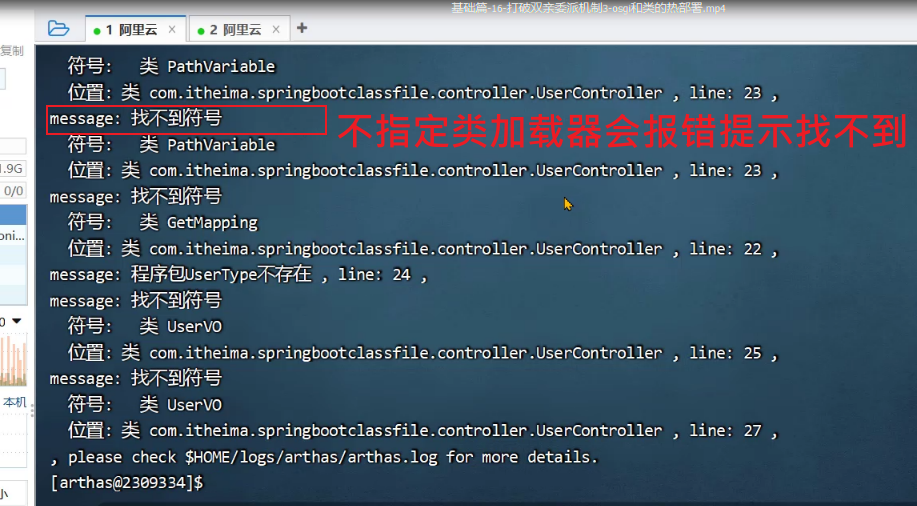 基础篇-16-打破双亲委派机制3-osgi和类的热部署.mp4
1 阿里云 × 2 阿里云 × +
复制
符号:   类 PathVariable
位置: 类 com.itheima.springbootclassfile.controller.UserController , line: 23 ,
message: 找不到符号
不指定类加载器会报错提示找不到
符号:   类 PathVariable
位置: 类 com.itheima.springbootclassfile.controller.UserController , line: 23 ,
1.9G
0/0
message: 找不到符号
符号:   类 GetMapping
oni...
位置: 类 com.itheima.springbootclassfile.controller.UserController , line: 22 ,
message: 程序包UserType不存在 , line: 24 ,
message: 找不到符号
0
符号:   类 UserVO
位置: 类 com.itheima.springbootclassfile.controller.UserController , line: 25 ,
message: 找不到符号
本机
符号:   类 UserVO
位置: 类 com.itheima.springbootclassfile.controller.UserController , line: 27 ,
, please check $HOME/logs/arthas/arthas.log for more details.
[arthas@2309334]$
小